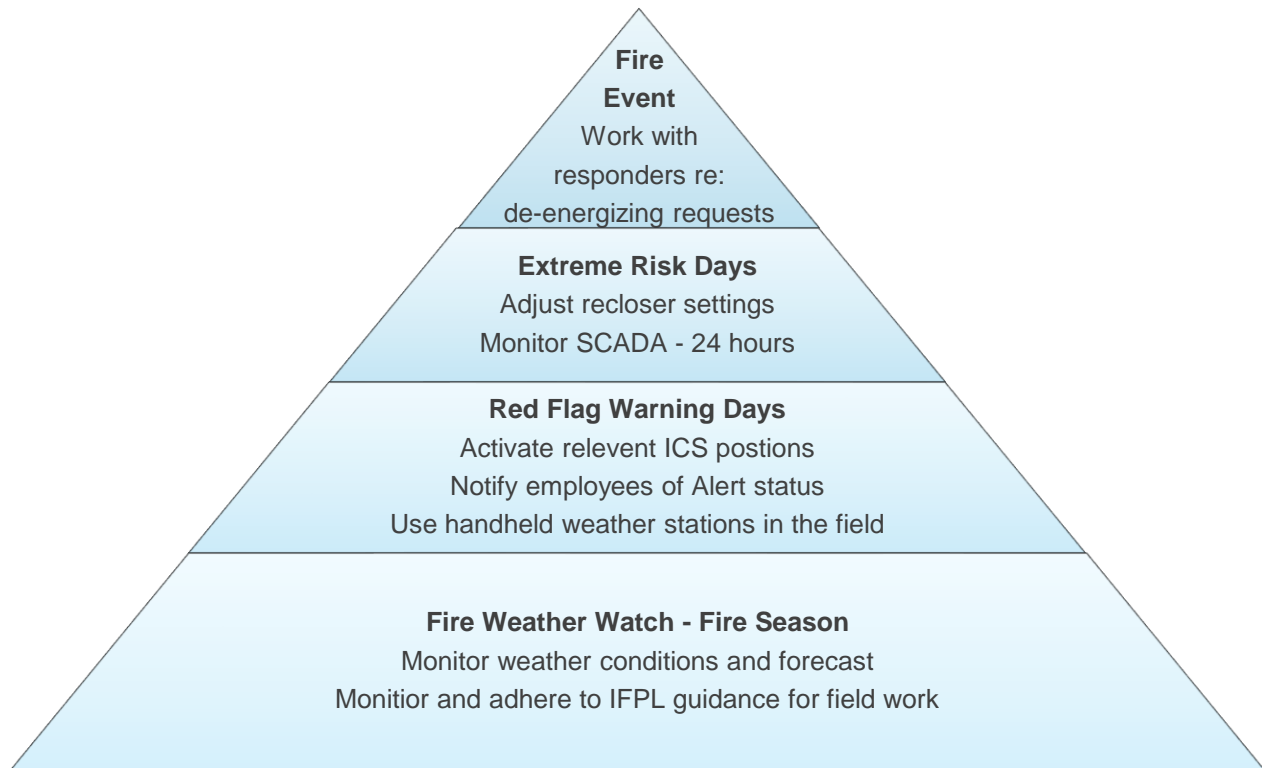 Fire
Event
Work with
responders re:
de-energizing requests
Extreme Risk Days
Adjust recloser settings
Monitor SCADA - 24 hours
Red Flag Warning Days
Activate relevent ICS postions
Notify employees of Alert status
Use handheld weather stations in the field
Fire Weather Watch - Fire Season
Monitor weather conditions and forecast
Monitior and adhere to IFPL guidance for field work